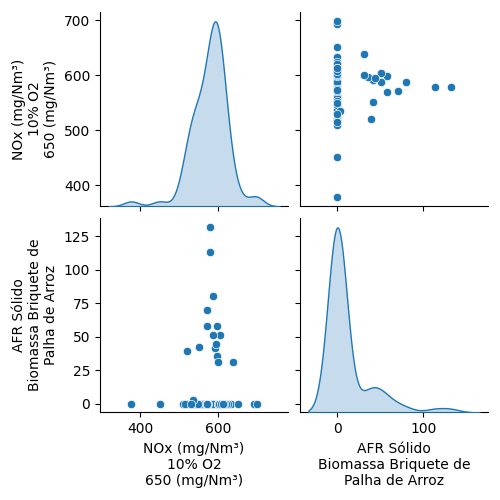 NOx (mg/Nm³)
10% O2
650 (mg/Nm³)
700
600
500
400
AFR Sólido
Biomassa Briquete de
Palha de Arroz
125
100
75
50
25
0
400
600
NOx (mg/Nm³)
10% O2
650 (mg/Nm³)
0
100
AFR Sólido
Biomassa Briquete de
Palha de Arroz